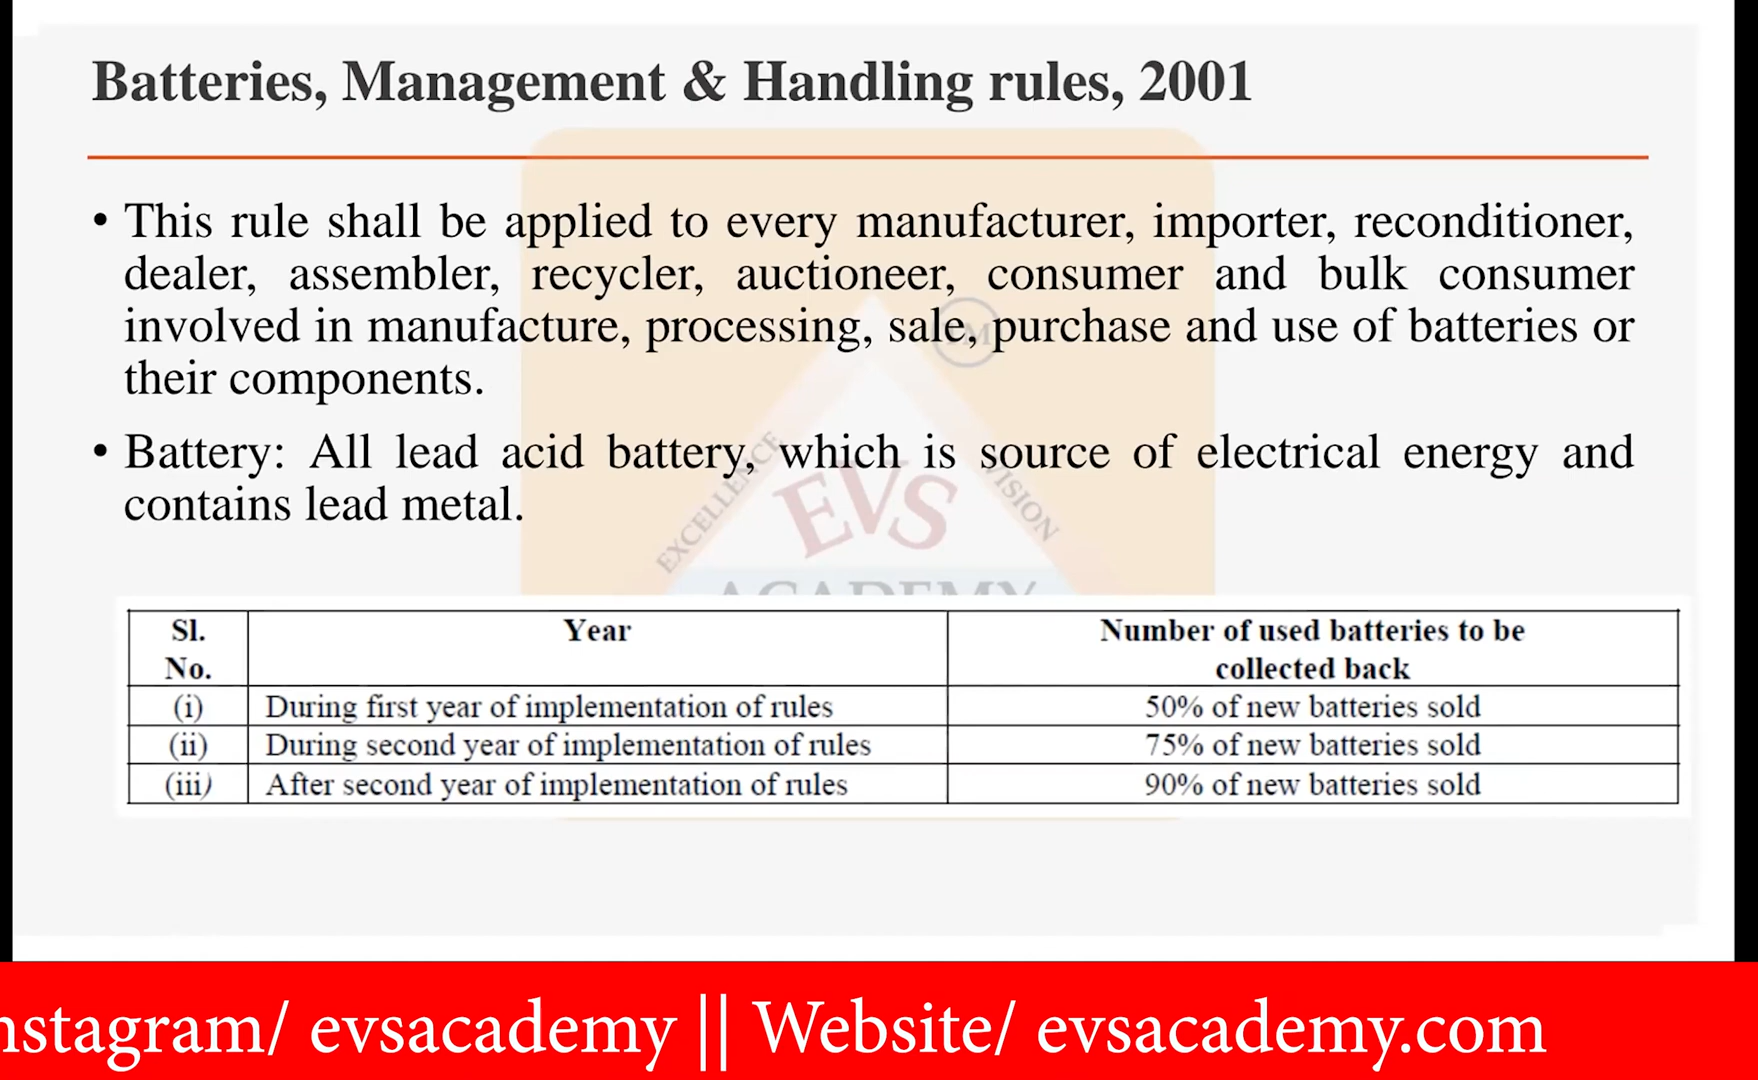 Batteries, Management & Handling rules, 2001
• This rule shall be applied to every manufacturer, importer, reconditioner,
dealer, assembler, recycler, auctioneer, consumer and bulk consumer
involved in manufacture, processing, sale, purchase and use of batteries or
their components.
TM
• Battery: All lead acid battery, which is source of electrical energy and
contains lead metal.
EXCELLENCE
VISION
EVS
ACADEMY
Sl. No. Year Number of used batteries to be collected back
(i) During first year of implementation of rules 50% of new batteries sold
(ii) During second year of implementation of rules 75% of new batteries sold
(iii) After second year of implementation of rules 90% of new batteries sold
nstagram/ evsacademy || Website/ evsacademy.com